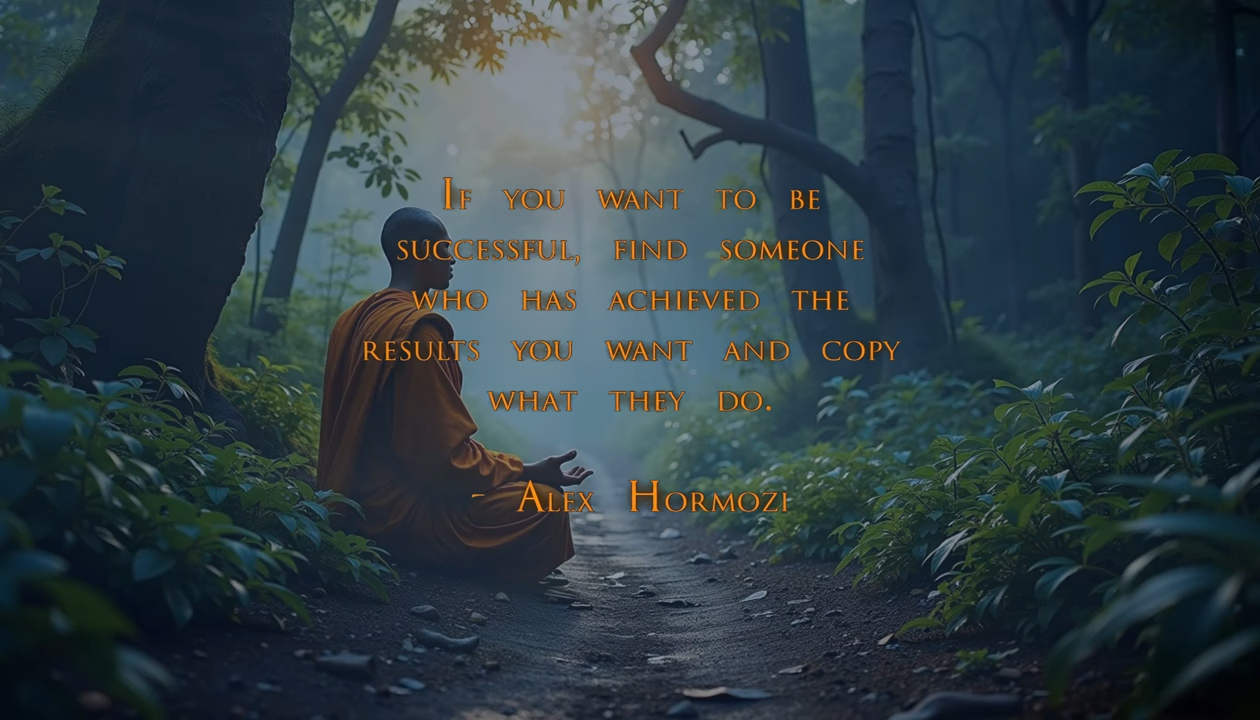 If you want to be
successful, find someone
who has achieved the
results you want and copy
what they do.
- Alex Hormozi